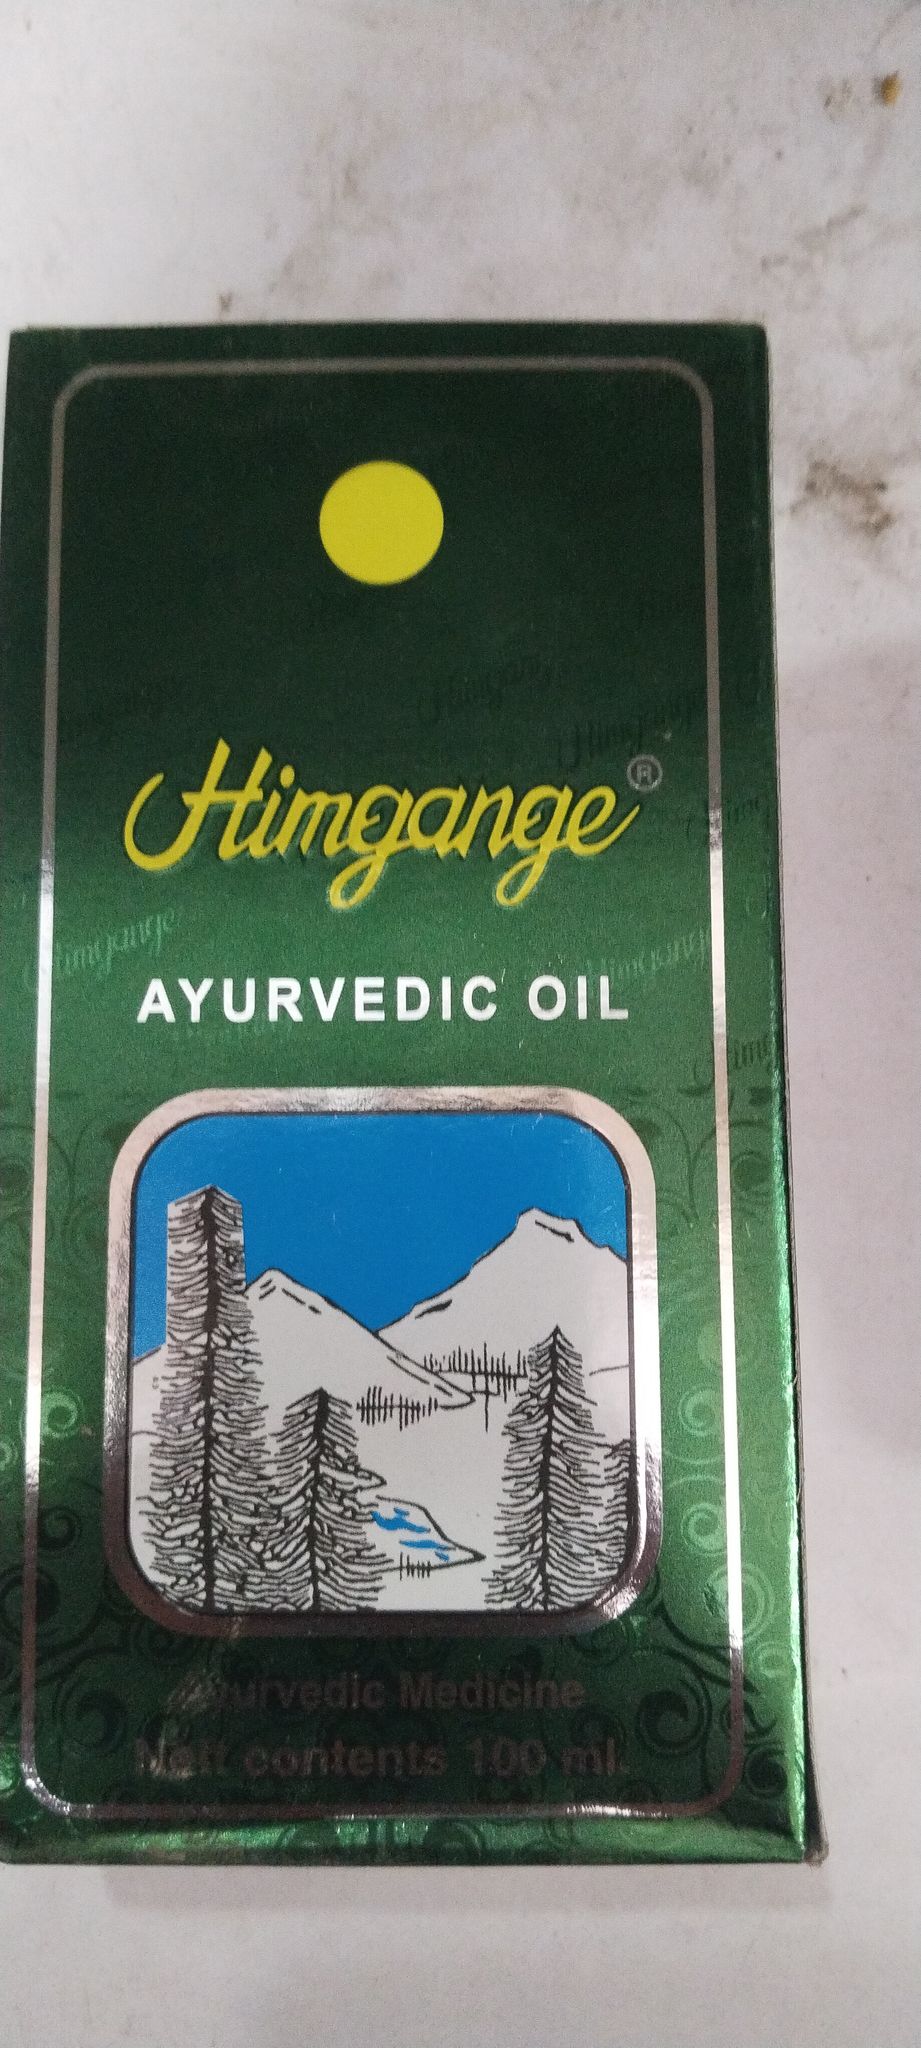 Himgange®
AYURVEDIC OIL
Ayurvedic Medicine
Nett contents 100 ml.